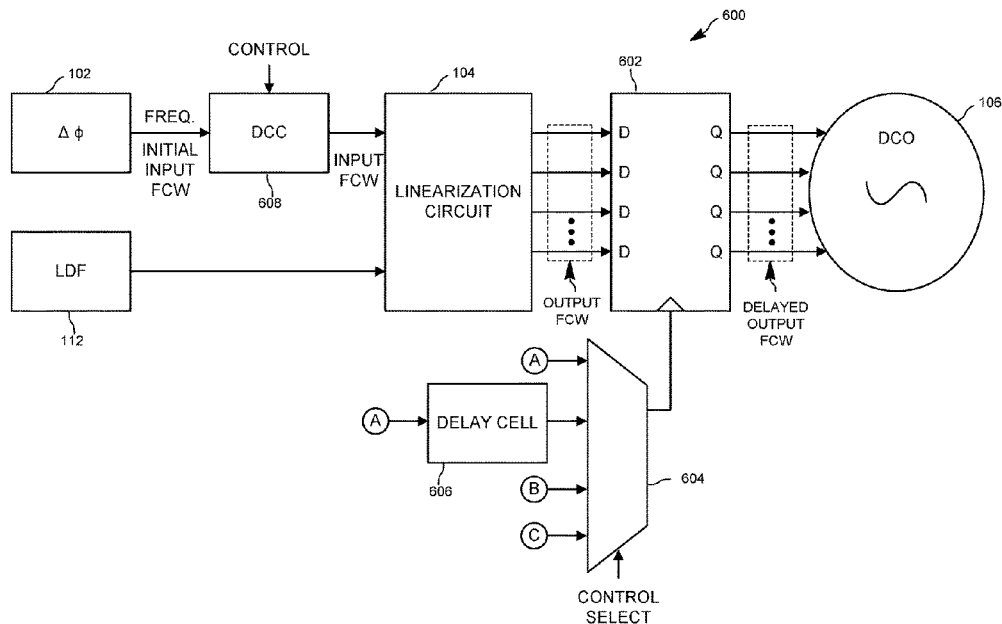 600
CONTROL
102
104
602
106
Δ ϕ
FREQ.
INITIAL
INPUT
FCW
DCC
608
INPUT
FCW
LINEARIZATION
CIRCUIT
D
D
D
D
Q
Q
Q
Q
DCO
LDF
112
OUTPUT
FCW
DELAYED
OUTPUT
FCW
A
A
DELAY CELL
606
B
C
604
CONTROL
SELECT